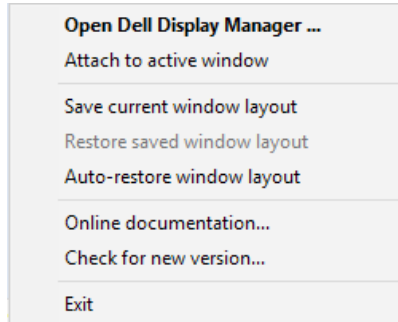 Open Dell Display Manager ...
Attach to active window
Save current window layout
Restore saved window layout
Auto-restore window layout
Online documentation...
Check for new version...
Exit